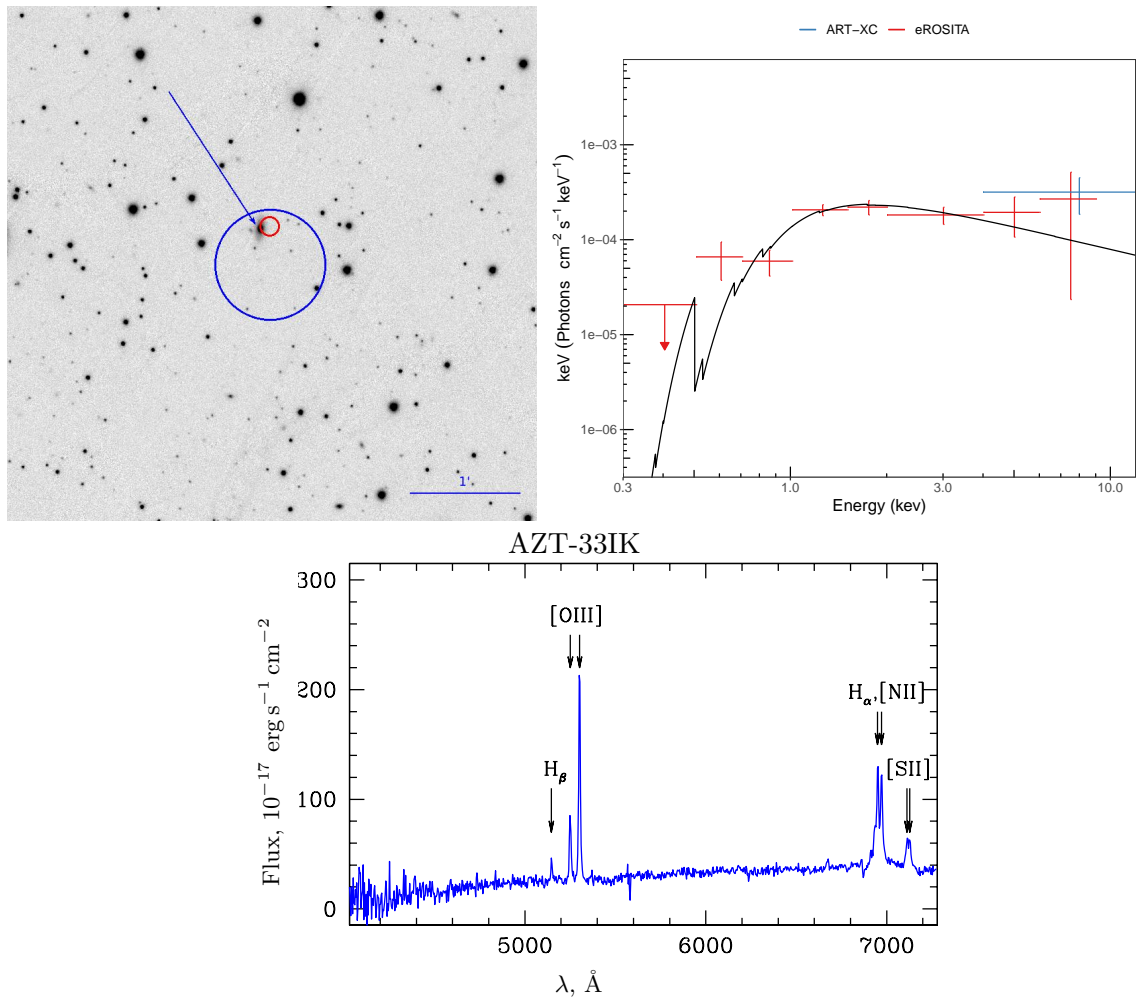 1'
ART−XC eROSITA
keV (Photons cm−2 s−1 keV−1)
1e−03
1e−04
1e−05
1e−06
0.3 1.0 3.0 10.0
Energy (kev)
AZT-33IK
Flux, 10−17 erg s−1 cm−2
300
200
100
0
[OIII]
Hβ
Hα,[NII]
[SII]
5000 6000 7000
λ, Å